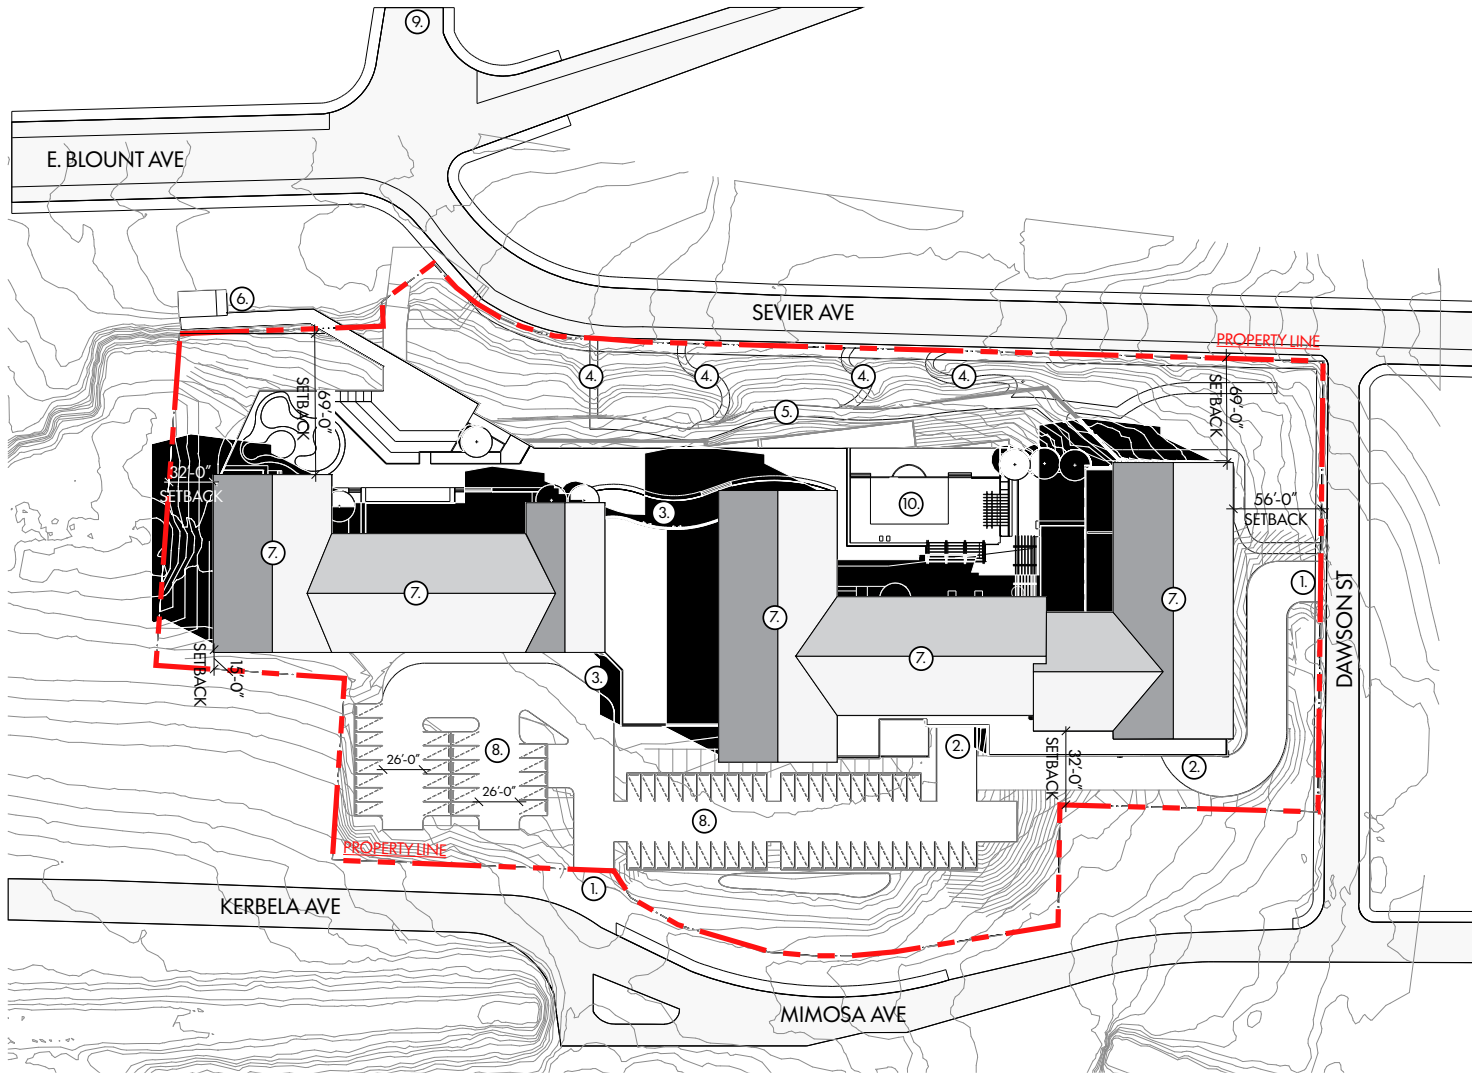 9.
E. BLOUNT AVE
6.
SEVIER AVE
PROPERTY LINE
4.
4.
4.
4.
5.
69'-0"
SETBACK
69'-0"
SETBACK
32'-0"
SETBACK
3.
10.
56'-0"
SETBACK
7.
7.
7.
7.
7.
1.
DAWSON ST
15'-0"
SETBACK
3.
8.
26'-0"
26'-0"
2.
32'-0"
SETBACK
2.
8.
PROPERTY LINE
1.
KERBELA AVE
MIMOSA AVE